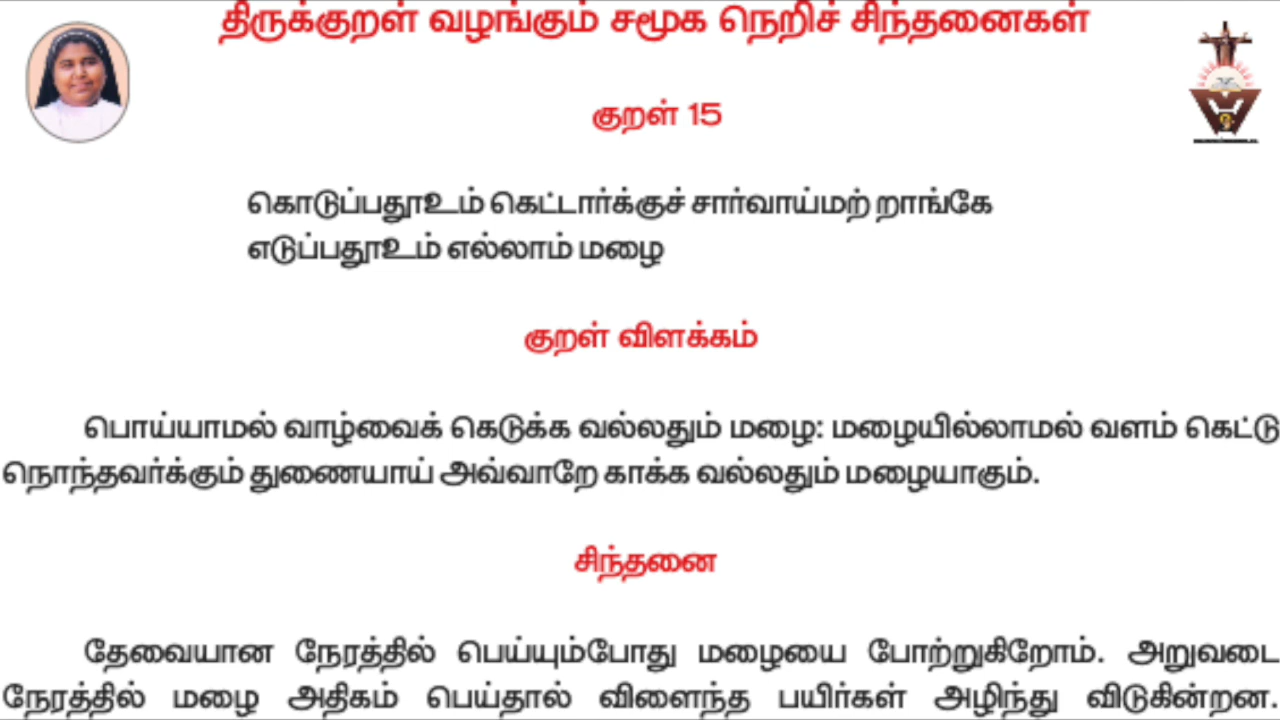 திருக்குறள் வழங்கும் சமூக நெறிச் சிந்தனைகள்
குறள் 15
கொடுப்பதூஉம் கெட்டார்க்குச் சார்வாய்மற் றாங்கே
எடுப்பதூஉம் எல்லாம் மழை
குறள் விளக்கம்
பொய்யாமல் வாழ்வைக் கெடுக்க வல்லதும் மழை: மழையில்லாமல் வளம் கெட்டு
நொந்தவர்க்கும் துணையாய் அவ்வாறே காக்க வல்லதும் மழையாகும்.
சிந்தனை
தேவையான நேரத்தில் பெய்யும்போது மழையை போற்றுகிறோம். அறுவடை
நேரத்தில் மழை அதிகம் பெய்தால் விளைந்த பயிர்கள் அழிந்து விடுகின்றன.